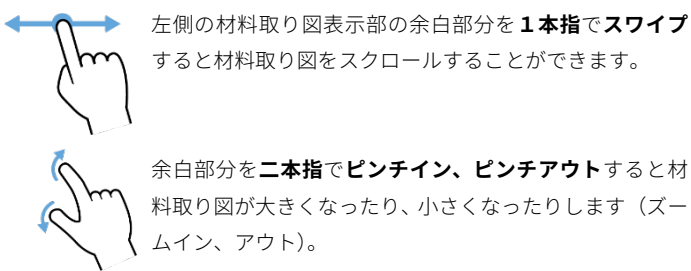 左側の材料取り図表示部の余白部分を１本指でスワイプ
すると材料取り図をスクロールすることができます。
余白部分を二本指でピンチイン、ピンチアウトすると材
料取り図が大きくなったり、小さくなったりします（ズー
ムイン、アウト）。